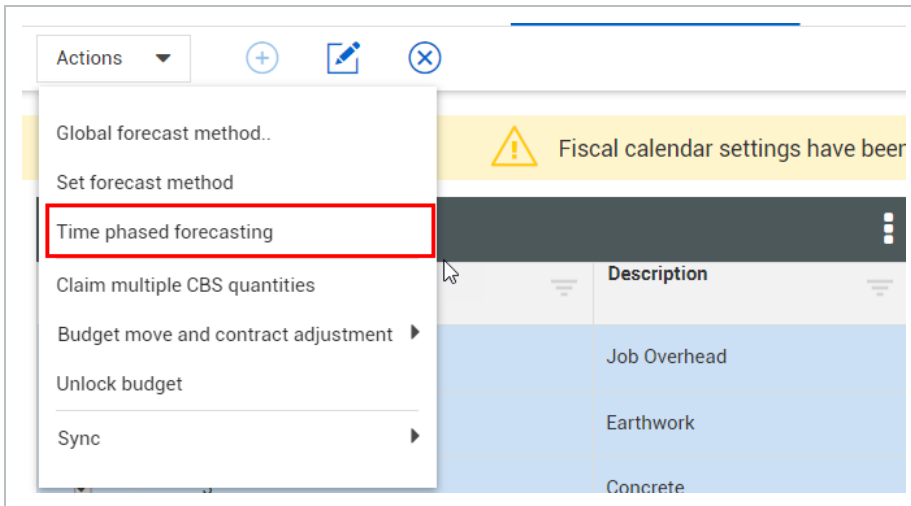 Actions
Global forecast method..
Fiscal calendar settings have been
Set forecast method
Time phased forecasting
Claim multiple CBS quantities
Description
Budget move and contract adjustment
Job Overhead
Unlock budget
Earthwork
Sync
Concrete